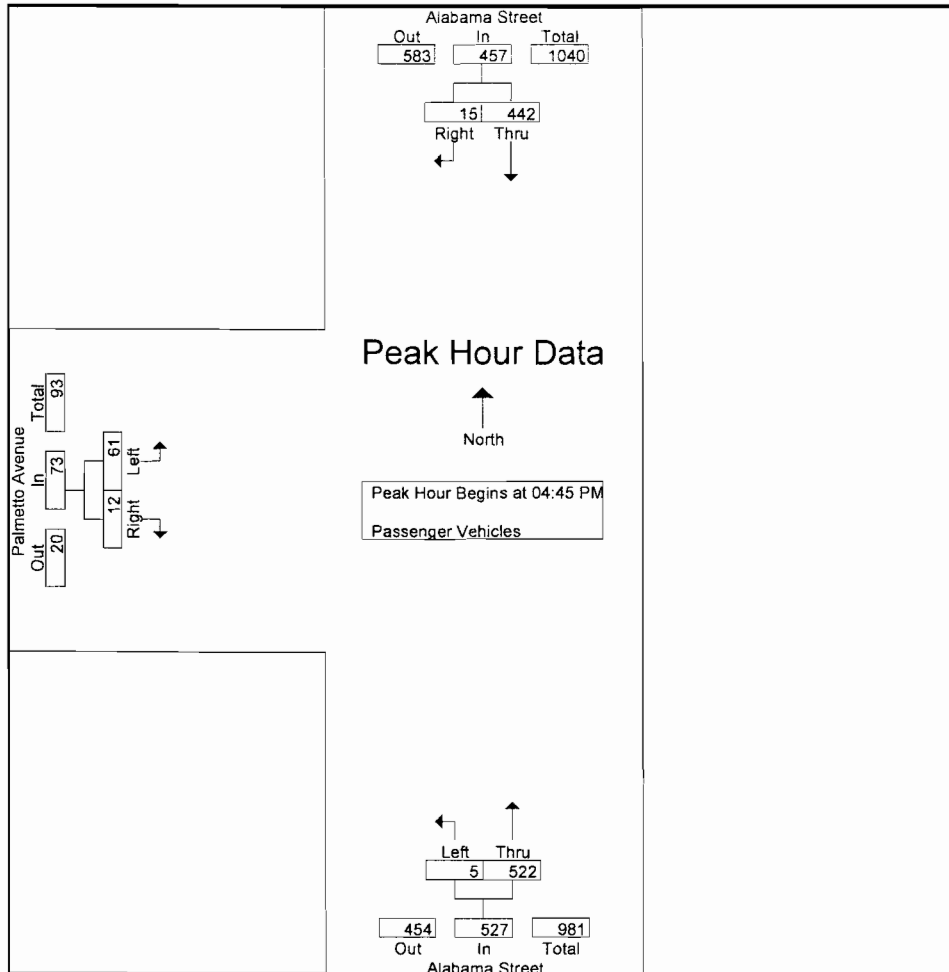 Alabama Street
Out In Total
583 457 1040
15 442
Right Thru
Peak Hour Data
North
Peak Hour Begins at 04:45 PM
Passenger Vehicles
Palmetto Avenue
Out In Total
20 73 93
12 61
Right Left
Left Thru
5 522
454 527 981
Out In Total
Alabama Street